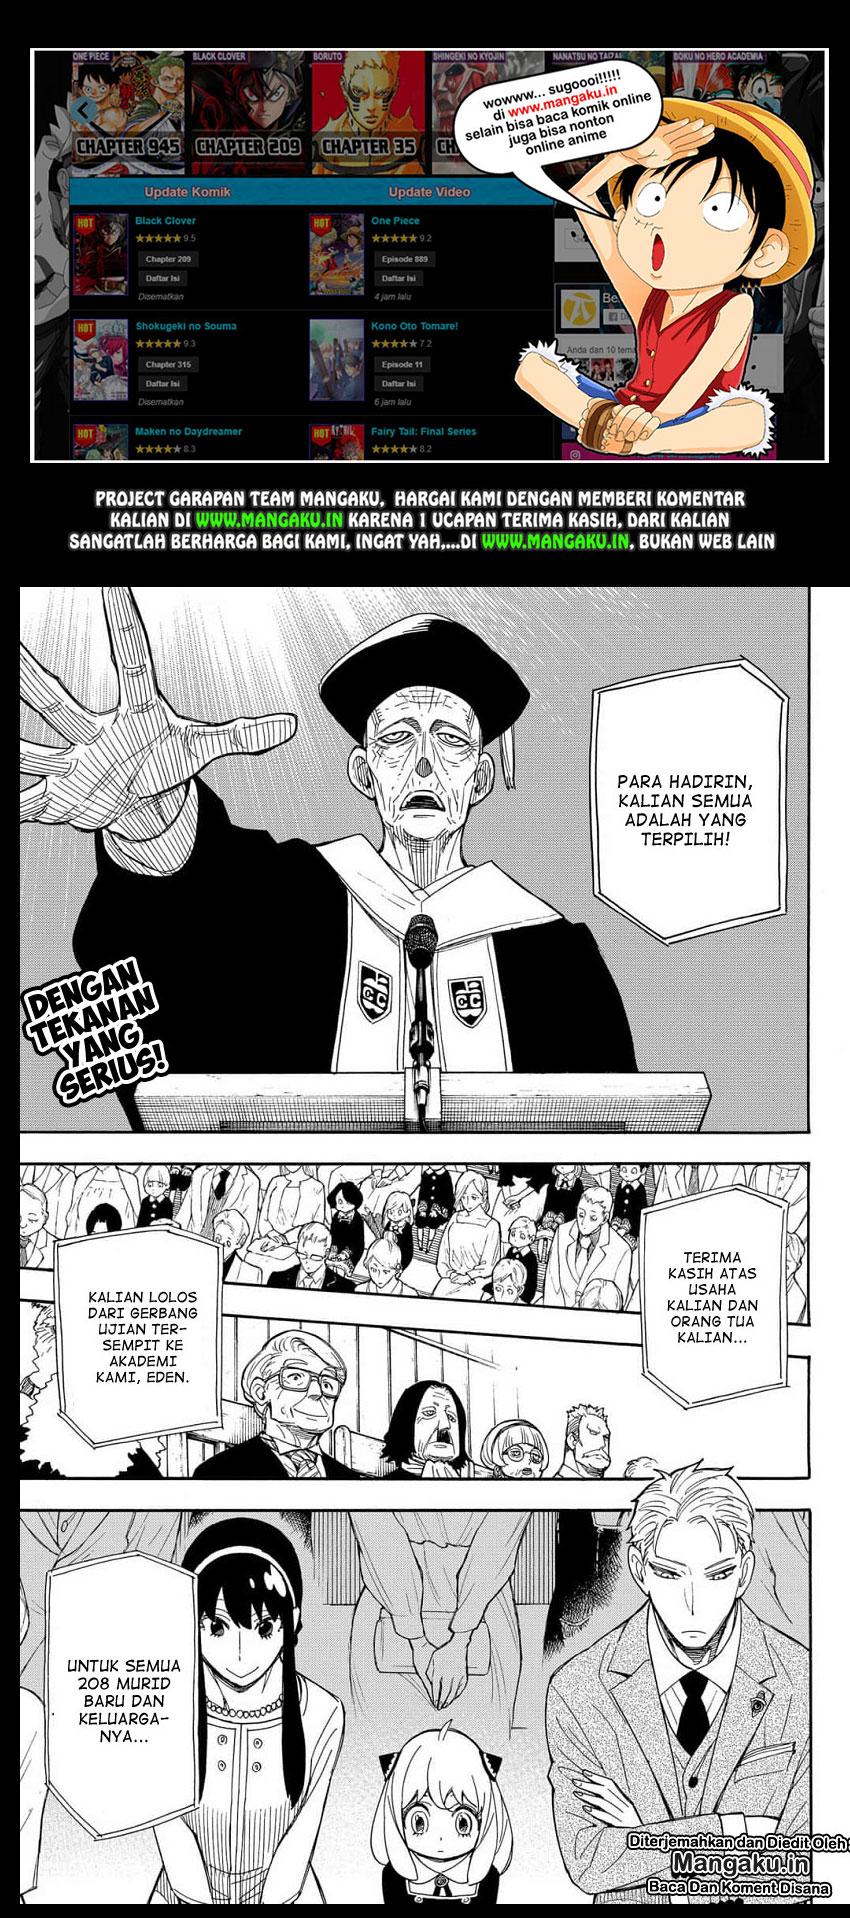 ONE PIECE
BLACK CLOVER
BORUTO
SHINGEKI NO KYOJIN
NANATSU NO TAIZAI
BOKU NO HERO ACADEMIA
CHAPTER 945
CHAPTER 209
CHAPTER 35
wowww... sugoooi!!!!!
di www.mangaku.in
selain bisa baca komik online
juga bisa nonton
online anime
Update Komik
Update Video
HOT
Black Clover
9.5
Chapter 209
Daftar Isi
Disematkan
HOT
One Piece
9.2
Episode 889
Daftar Isi
4 jam lalu
HOT
Shokugeki no Souma
9.3
Chapter 315
Daftar Isi
Disematkan
Kono Oto Tomare!
7.2
Episode 11
Daftar Isi
6 jam lalu
HOT
Maken no Daydreamer
8.3
HOT
Fairy Tail: Final Series
8.2
Anda dan 10
PROJECT GARAPAN TEAM MANGAKU, HARGAI KAMI DENGAN MEMBERI KOMENTAR
KALIAN DI WWW.MANGAKU.IN KARENA 1 UCAPAN TERIMA KASIH, DARI KALIAN
SANGATLAH BERHARGA BAGI KAMI, INGAT YAH,...DI WWW.MANGAKU.IN, BUKAN WEB LAIN
PARA HADIRIN,
KALIAN SEMUA
ADALAH YANG
TERPILIH!
DENGAN
TEKANAN
YANG
SERIUS!
TERIMA
KASIH ATAS
USAHA
KALIAN DAN
ORANG TUA
KALIAN...
KALIAN LOLOS
DARI GERBANG
UJIAN TER-
SEMPIT KE
AKADEMI
KAMI, EDEN.
UNTUK SEMUA
208 MURID
BARU DAN
KELUARGA-
NYA...
Diterjemahkan dan Diedit Oleh:
Mangaku.in
Baca Dan Koment Disana